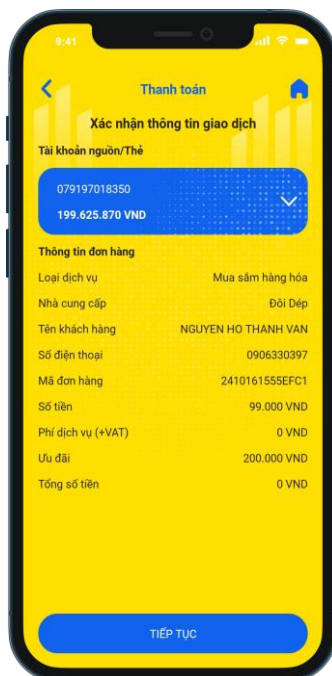 9:41
Thanh toán
Xác nhận thông tin giao dịch
Tài khoản nguồn/Thẻ
079197018350
199.625.870 VND
Thông tin đơn hàng
Loại dịch vụ Mua sắm hàng hóa
Nhà cung cấp Đôi Dép
Tên khách hàng NGUYEN HO THANH VAN
Số điện thoại 0906330397
Mã đơn hàng 2410161555EFC1
Số tiền 99.000 VND
Phí dịch vụ (+VAT) 0 VND
Ưu đãi 200.000 VND
Tổng số tiền 0 VND
TIẾP TỤC